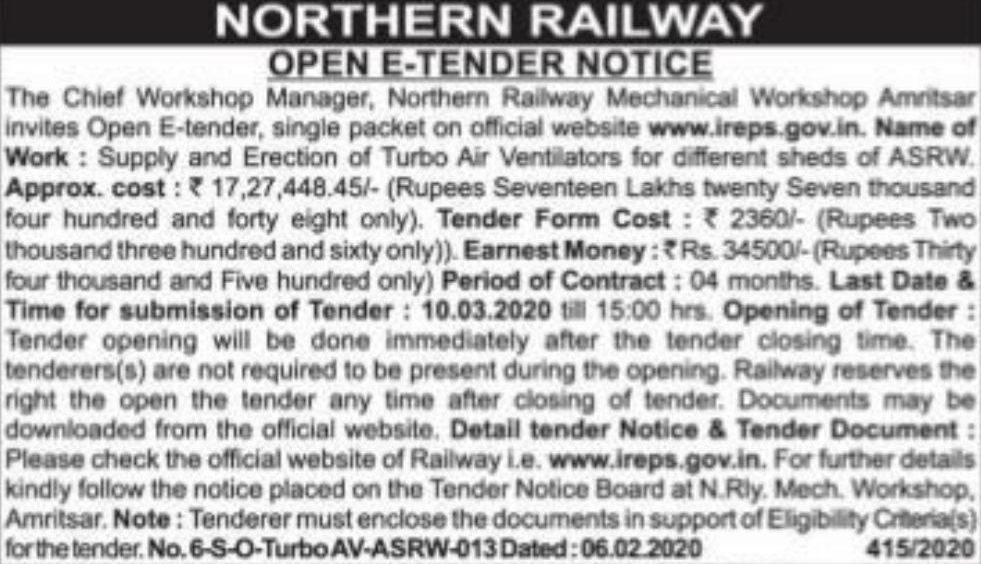 NORTHERN RAILWAY
OPEN E-TENDER NOTICE
The Chief Workshop Manager, Northern Railway Mechanical Workshop Amritsar
invites Open E-tender, single packet on official website www.ireps.gov.in. Name of
Work : Supply and Erection of Turbo Air Ventilators for different sheds of ASRW.
Approx. cost : ₹ 17,27,448.45/- (Rupees Seventeen Lakhs twenty Seven thousand
four hundred and forty eight only). Tender Form Cost : ₹ 2360/- (Rupees Two
thousand three hundred and sixty only)). Earnest Money : ₹ Rs. 34500/- (Rupees Thirty
four thousand and Five hundred only) Period of Contract : 04 months. Last Date &
Time for submission of Tender : 10.03.2020 till 15:00 hrs. Opening of Tender :
Tender opening will be done immediately after the tender closing time. The
tenderers(s) are not required to be present during the opening. Railway reserves the
right the open the tender any time after closing of tender. Documents may be
downloaded from the official website. Detail tender Notice & Tender Document :
Please check the official website of Railway i.e. www.ireps.gov.in. For further details
kindly follow the notice placed on the Tender Notice Board at N.Rly. Mech. Workshop,
Amritsar. Note : Tenderer must enclose the documents in support of Eligibility Criteria(s)
for the tender. No. 6-S-O-Turbo AV-ASRW-013 Dated : 06.02.2020 415/2020